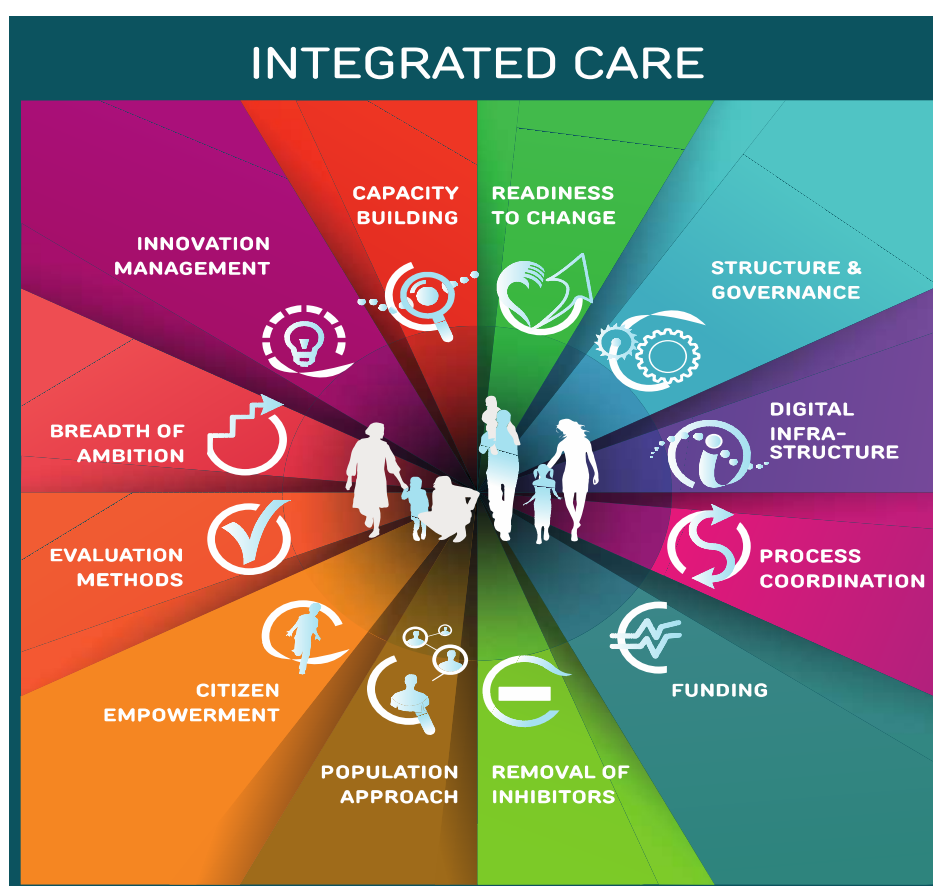 INTEGRATED CARE
CAPACITY
BUILDING
READINESS
TO CHANGE
STRUCTURE &
GOVERNANCE
DIGITAL
INFRA–
STRUCTURE
PROCESS
COORDINATION
FUNDING
REMOVAL OF
INHIBITORS
POPULATION
APPROACH
CITIZEN
EMPOWERMENT
EVALUATION
METHODS
BREADTH OF
AMBITION
INNOVATION
MANAGEMENT